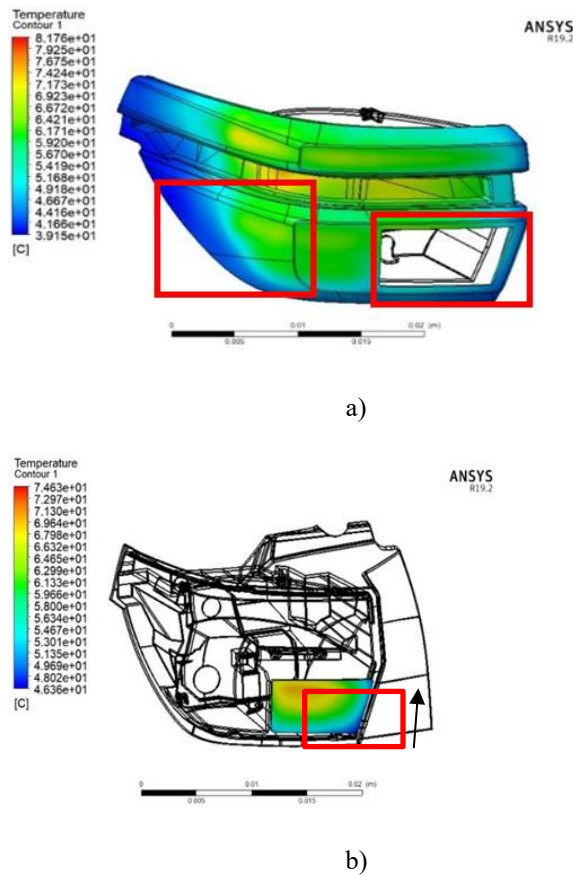 Temperature
Contour 1
8.176e+01
7.925e+01
7.675e+01
7.424e+01
7.173e+01
6.923e+01
6.672e+01
6.421e+01
6.171e+01
5.920e+01
5.670e+01
5.419e+01
5.168e+01
4.918e+01
4.667e+01
4.416e+01
4.166e+01
3.915e+01
[C]
ANSYS
R19.2
0 0.01 0.02 (m)
0.005 0.015
a)
Temperature
Contour 1
7.463e+01
7.297e+01
7.130e+01
6.964e+01
6.798e+01
6.632e+01
6.465e+01
6.299e+01
6.133e+01
5.966e+01
5.800e+01
5.634e+01
5.467e+01
5.301e+01
5.135e+01
4.969e+01
4.802e+01
4.636e+01
[C]
ANSYS
R19.2
0 0.01 0.02 (m)
0.005 0.015
b)